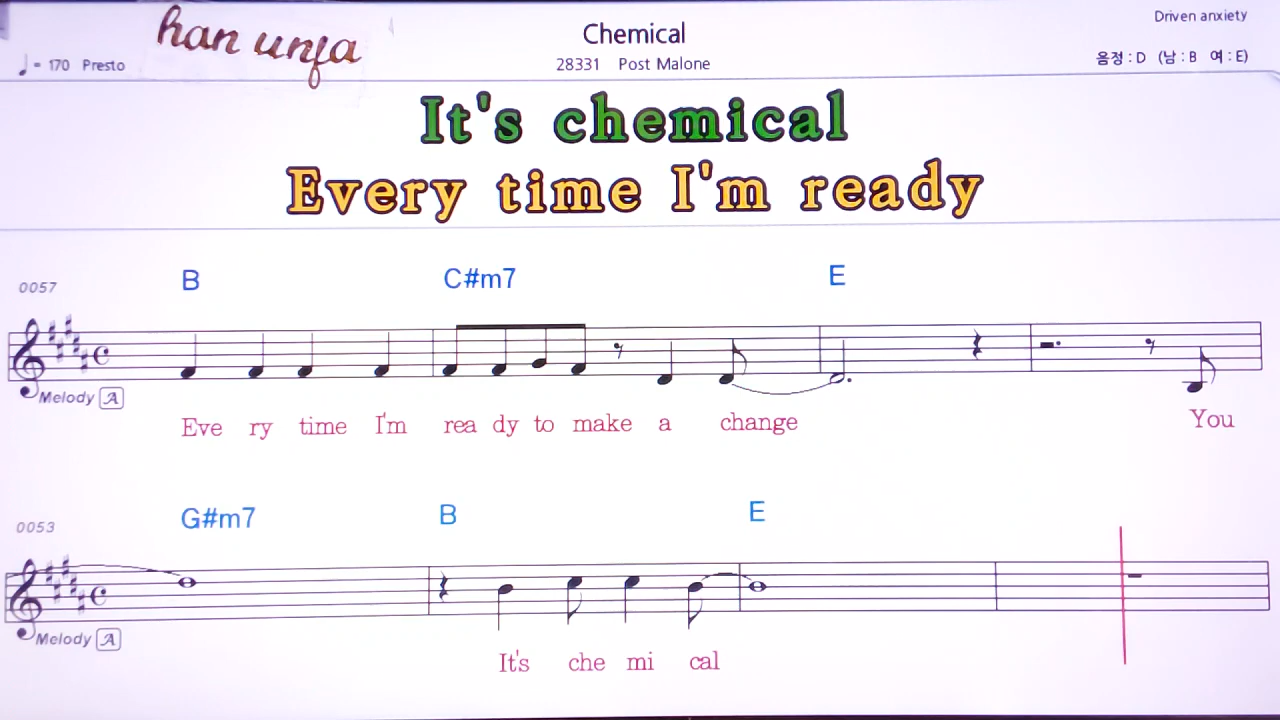 han unfa
Chemical
Driven anxiety
♩= 170 Presto
28331 Post Malone
음정 : D (남 : B 여 : E)
It's chemical
Every time I'm ready
B C#m7 E
0057
Melody A
Eve ry time I'm rea dy to make a change You
G#m7 B E
0053
Melody A
It's che mi cal